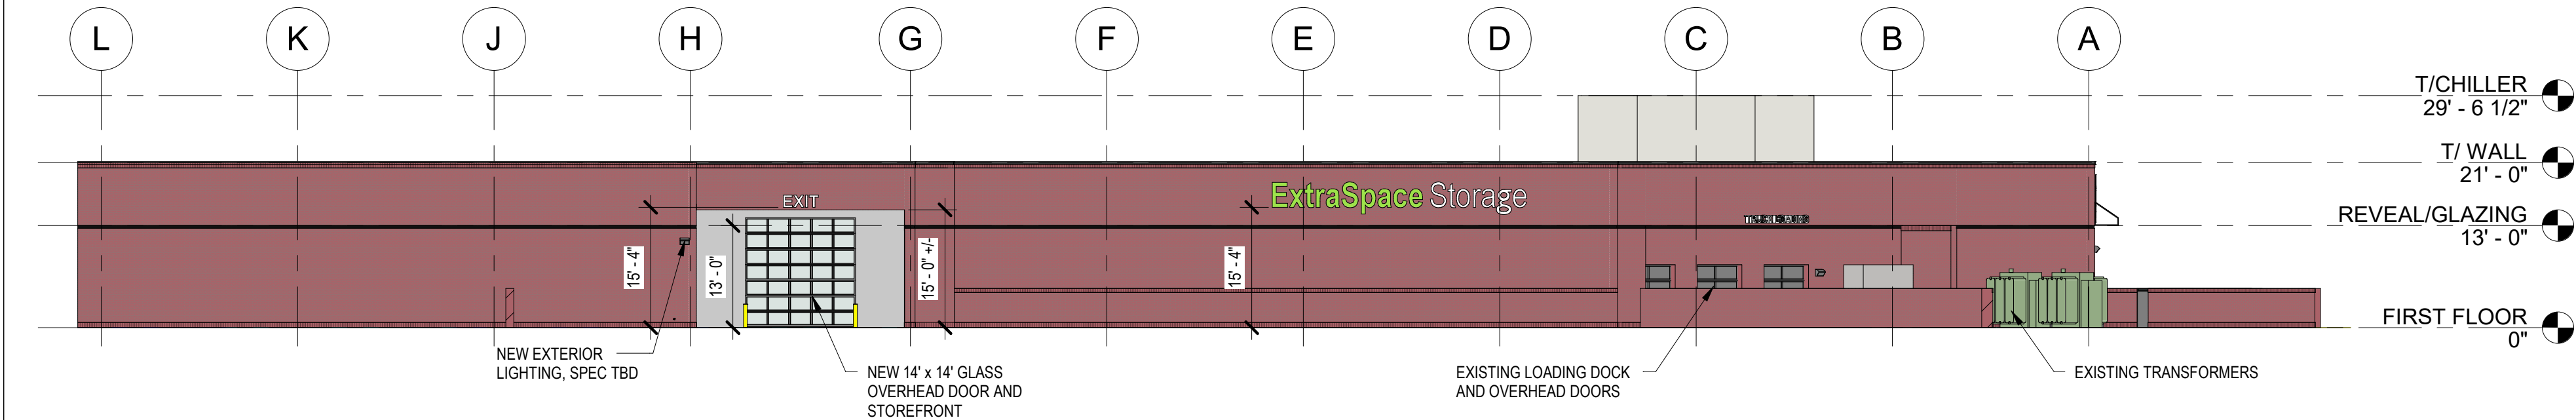 L K J H G F E D C B A
T/CHILLER
29' - 6 1/2"
T/ WALL
21' - 0"
EXIT
ExtraSpace Storage
REVEAL/GLAZING
13' - 0"
15' - 4"
13' - 0"
15' - 0" +/-
15' - 4"
FIRST FLOOR
0"
NEW EXTERIOR
LIGHTING, SPEC TBD
NEW 14' x 14' GLASS
OVERHEAD DOOR AND
STOREFRONT
EXISTING LOADING DOCK
AND OVERHEAD DOORS
EXISTING TRANSFORMERS